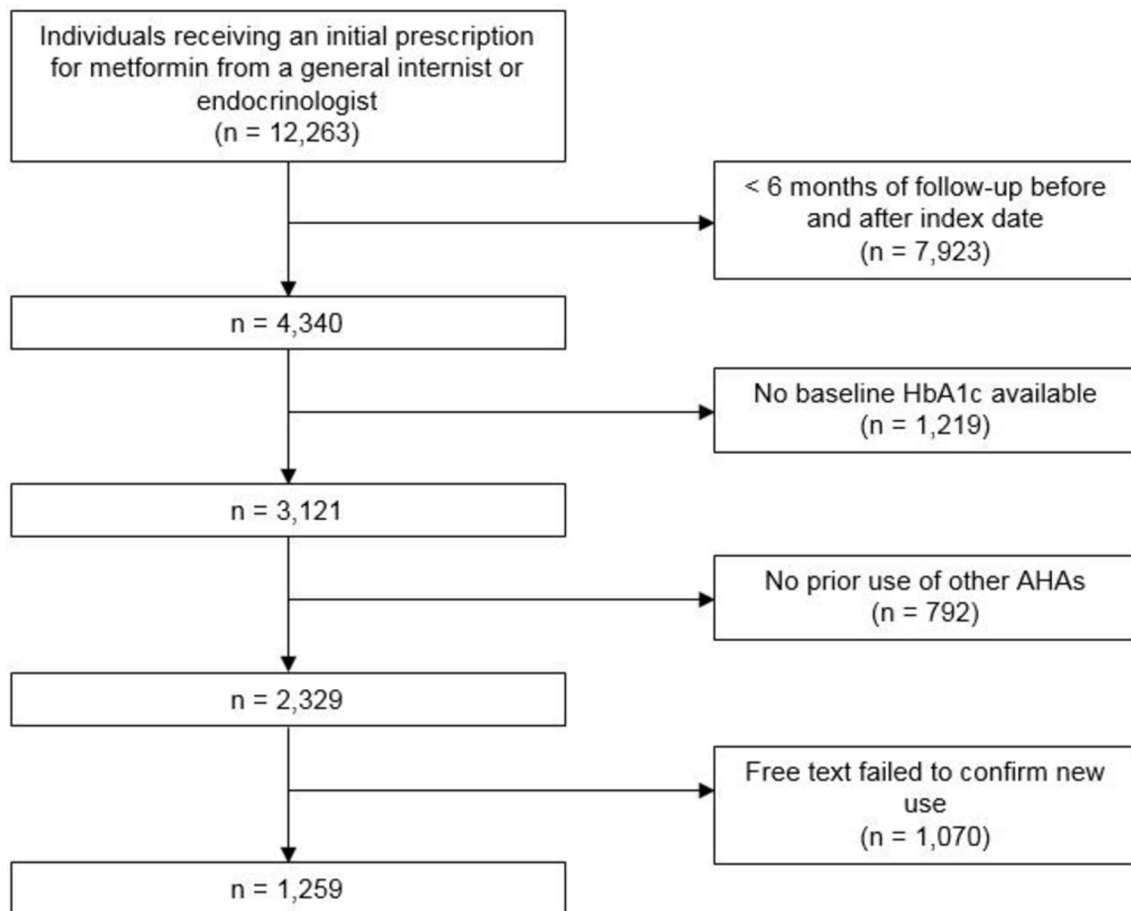 Individuals receiving an initial prescription
for metformin from a general internist or
endocrinologist
(n = 12,263)
< 6 months of follow-up before
and after index date
(n = 7,923)
n = 4,340
No baseline HbA1c available
(n = 1,219)
n = 3,121
No prior use of other AHAs
(n = 792)
n = 2,329
Free text failed to confirm new
use
(n = 1,070)
n = 1,259